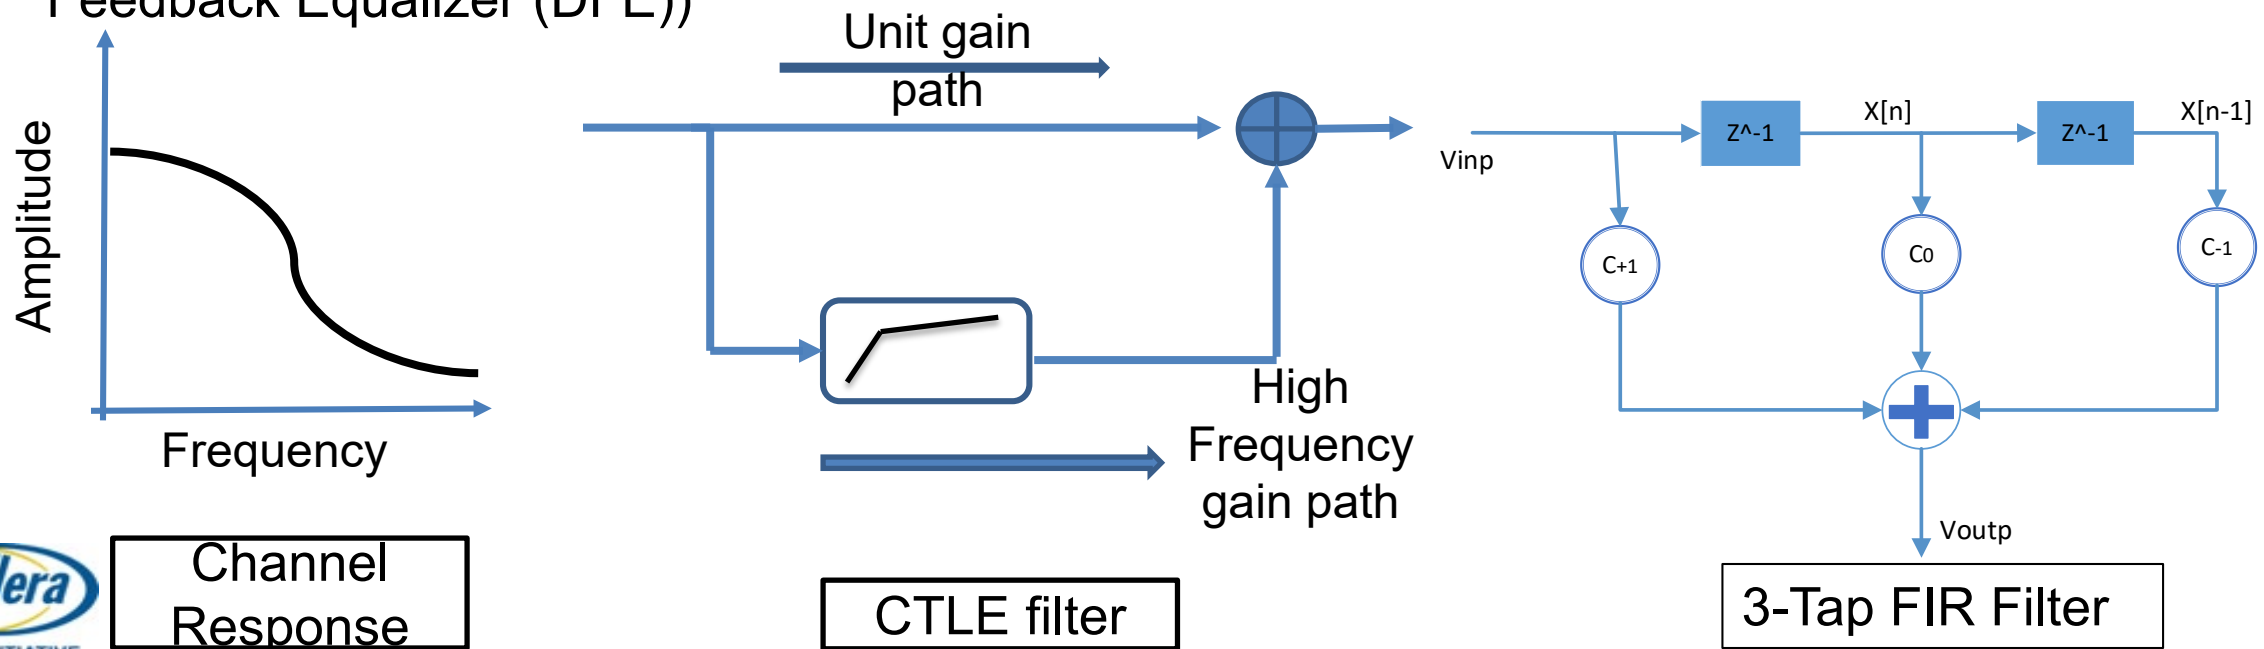 Feedback Equalizer (DFE))
Amplitude
Frequency
Channel
Response
Unit gain
path
High
Frequency
gain path
CTLE filter
Vinp
Z^-1
X[n]
Z^-1
X[n-1]
C+1
C0
C-1
Voutp
3-Tap FIR Filter